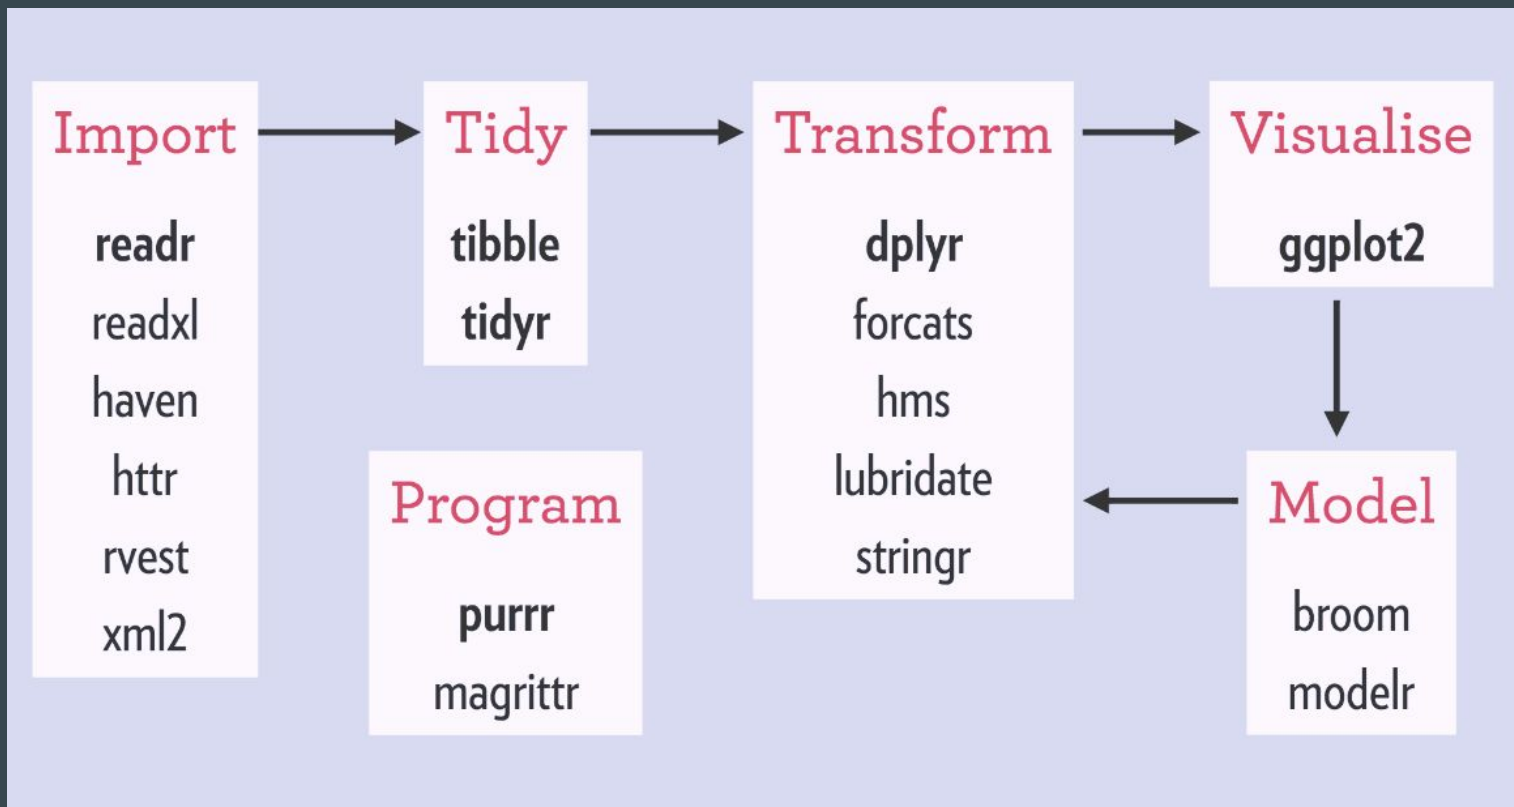 Import
readr
readxl
haven
httr
rvest
xml2
Tidy
tibble
tidyr
Program
purrr
magrittr
Transform
dplyr
forcats
hms
lubridate
stringr
Visualise
ggplot2
Model
broom
modelr